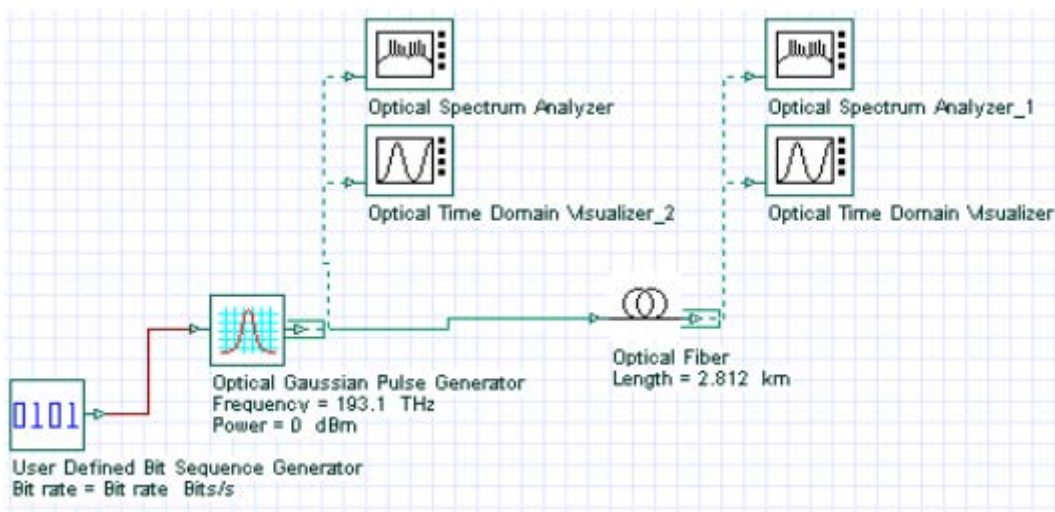 Optical Spectrum Analyzer
Optical Spectrum Analyzer_1
Optical Time Domain Visualizer_2
Optical Time Domain Visualizer
Optical Fiber
Length = 2.812 km
Optical Gaussian Pulse Generator
Frequency = 193.1 THz
Power = 0 dBm
0101
User Defined Bit Sequence Generator
Bit rate = Bit rate Bits/s